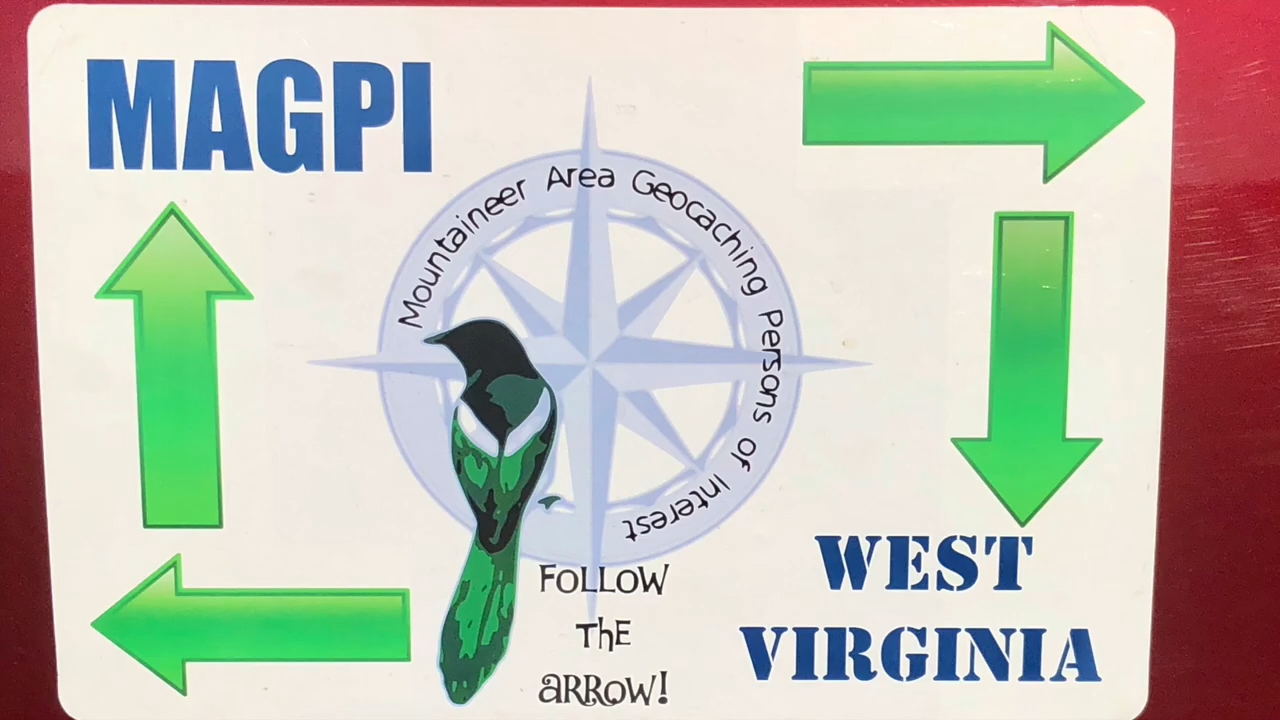 MAGPI
Mountaineer Area Geocaching Persons of Interest
FOLLOW
ThE
aRROW!
WEST
VIRGINIA